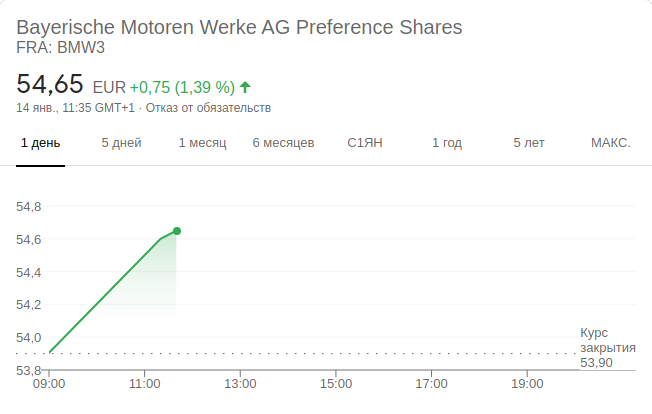 Bayerische Motoren Werke AG Preference Shares
FRA: BMW3
54,65 EUR +0,75 (1,39 %)
14 янв., 11:35 GMT+1 · Отказ от обязательств
1 день 5 дней 1 месяц 6 месяцев С1ЯН 1 год 5 лет МАКС.
54,8
54,6
54,4
54,2
54,0
53,8
Курс
закрытия
53,90
09:00 11:00 13:00 15:00 17:00 19:00